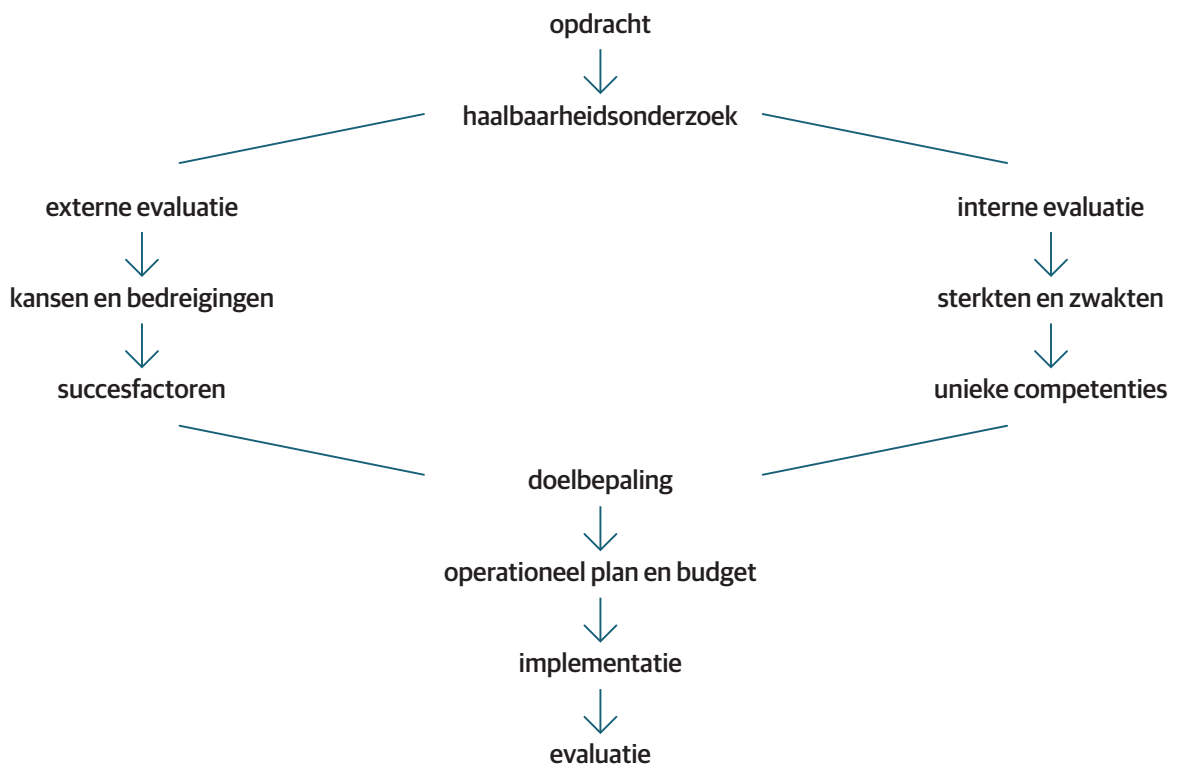 opdracht
haalbaarheidsonderzoek
externe evaluatie
interne evaluatie
kansen en bedreigingen
sterkten en zwakten
succesfactoren
unieke competenties
doelbepaling
operationeel plan en budget
implementatie
evaluatie